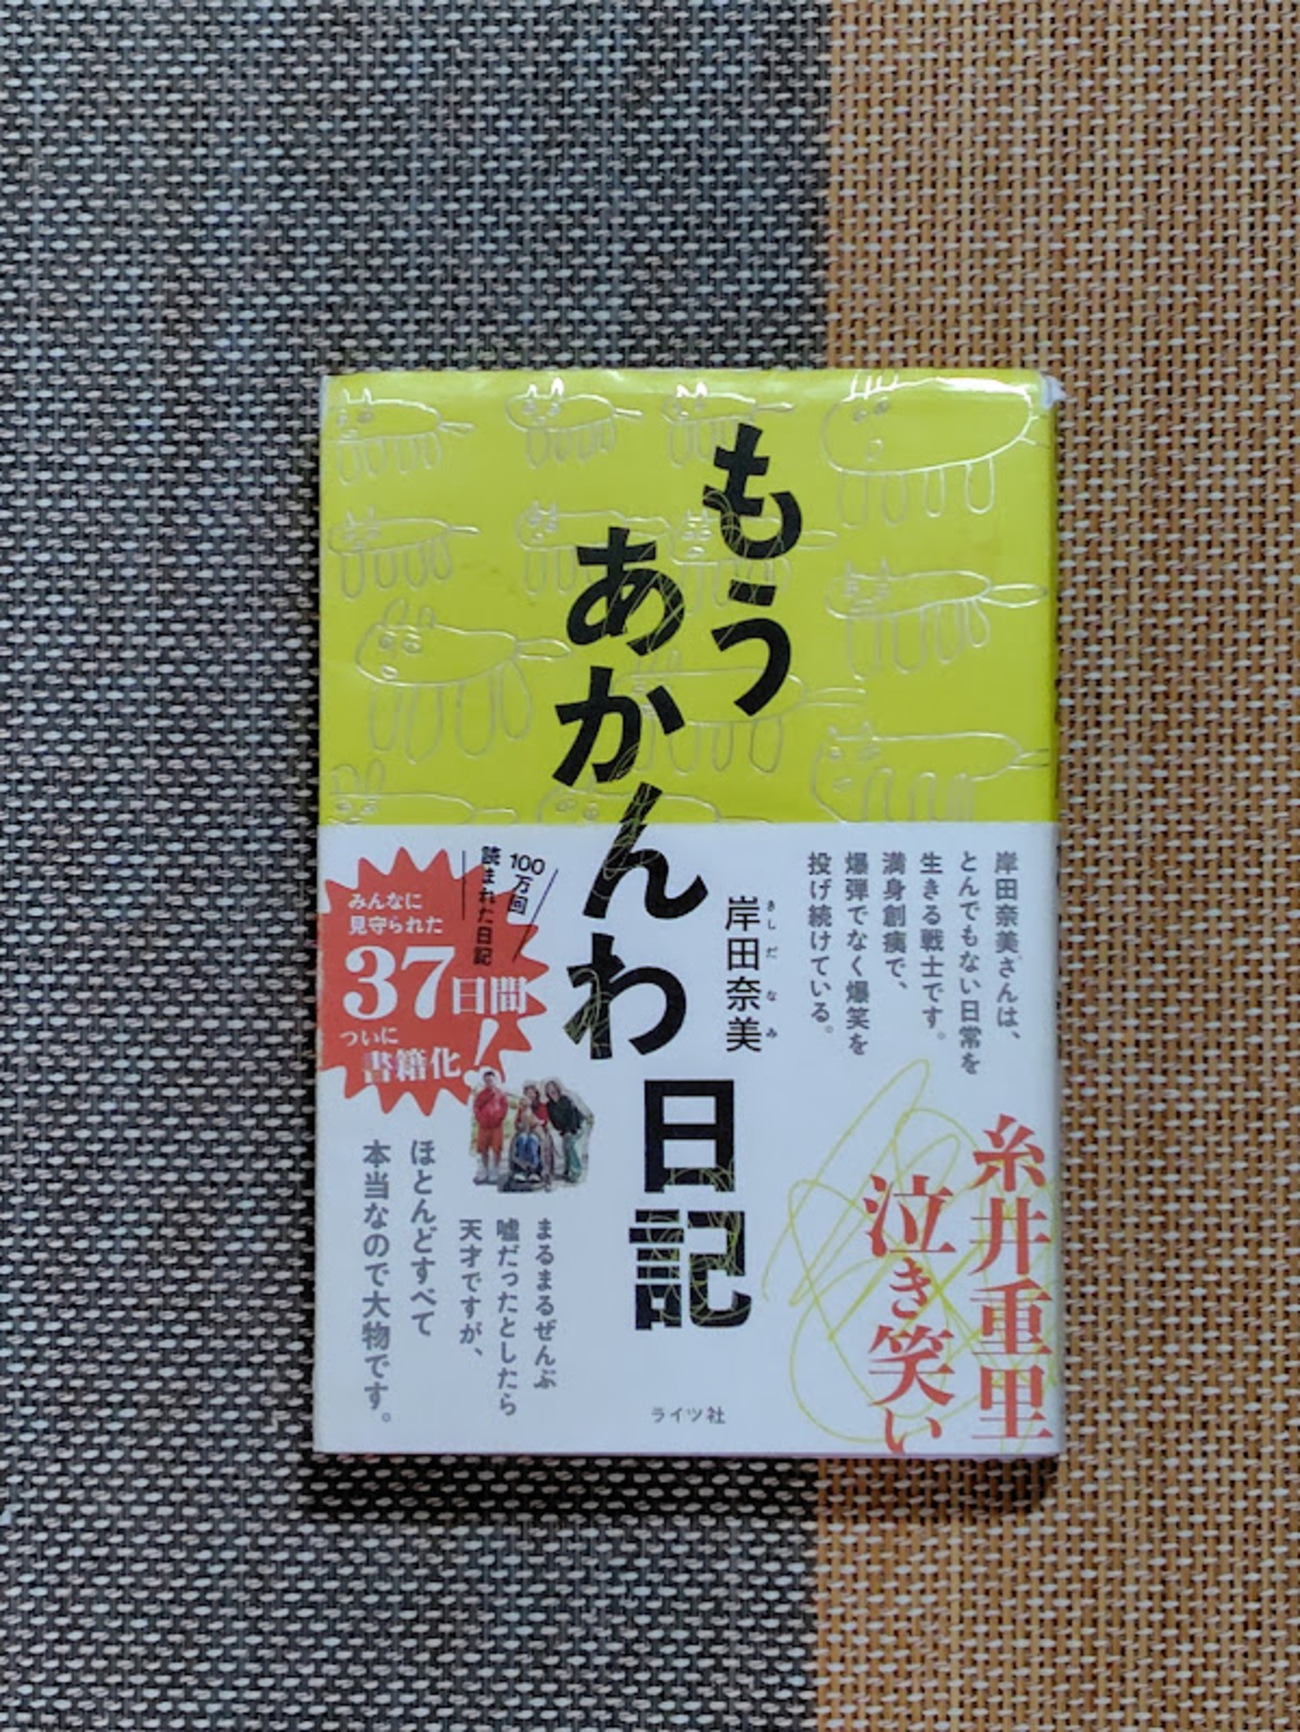 もう
あかんわ
日記
岸田奈美
きしだなみ
岸田奈美さんは、
とんでもない日常を
生きる戦士です。
満身創痍で、
爆弾でなく爆笑を
投げ続けている。
糸井重里
泣き笑い
100万回
読まれた日記
みんなに
見守られた
37日間
ついに
書籍化!
まるまるぜんぶ
嘘だったとしたら
天才ですが、
ほとんどすべて
本当なので大物です。
ライツ社